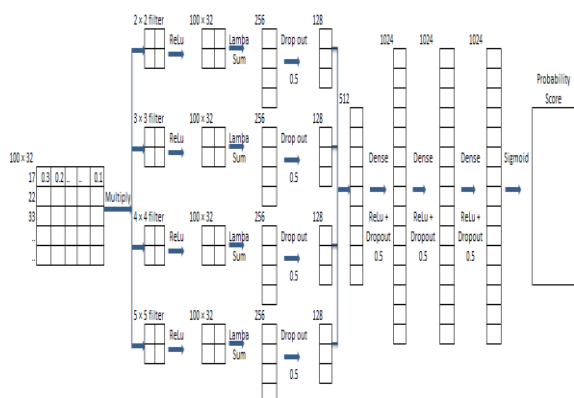 2 × 2 filter ReLu 100 × 32 Lamba Sum 256 Drop out 0.5 128
3 × 3 filter ReLu 100 × 32 Lamba Sum 256 Drop out 0.5 128
4 × 4 filter ReLu 100 × 32 Lamba Sum 256 Drop out 0.5 128
5 × 5 filter ReLu 100 × 32 Lamba Sum 256 Drop out 0.5 128
100 × 32
17 0.3 0.2 .. .. 0.1
22
33
..
..
Multiply
512
1024 1024 1024
Dense Dense Dense Sigmoid
ReLu + Dropout 0.5
ReLu + Dropout 0.5
ReLu + Dropout 0.5
Probability
Score